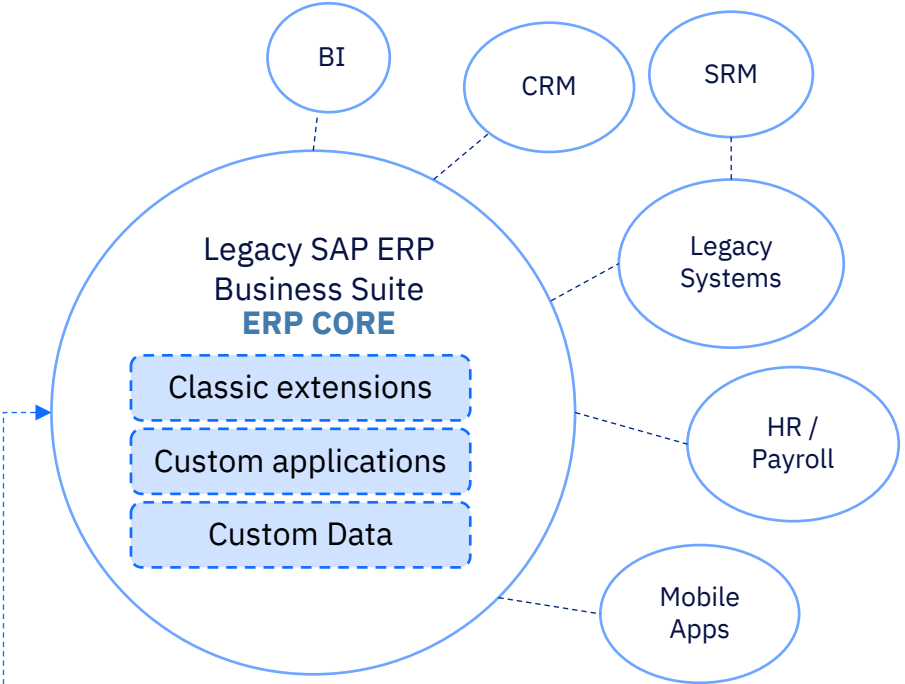 BI
CRM
SRM
Legacy SAP ERP
Business Suite
ERP CORE
Classic extensions
Custom applications
Custom Data
Legacy
Systems
HR /
Payroll
Mobile
Apps